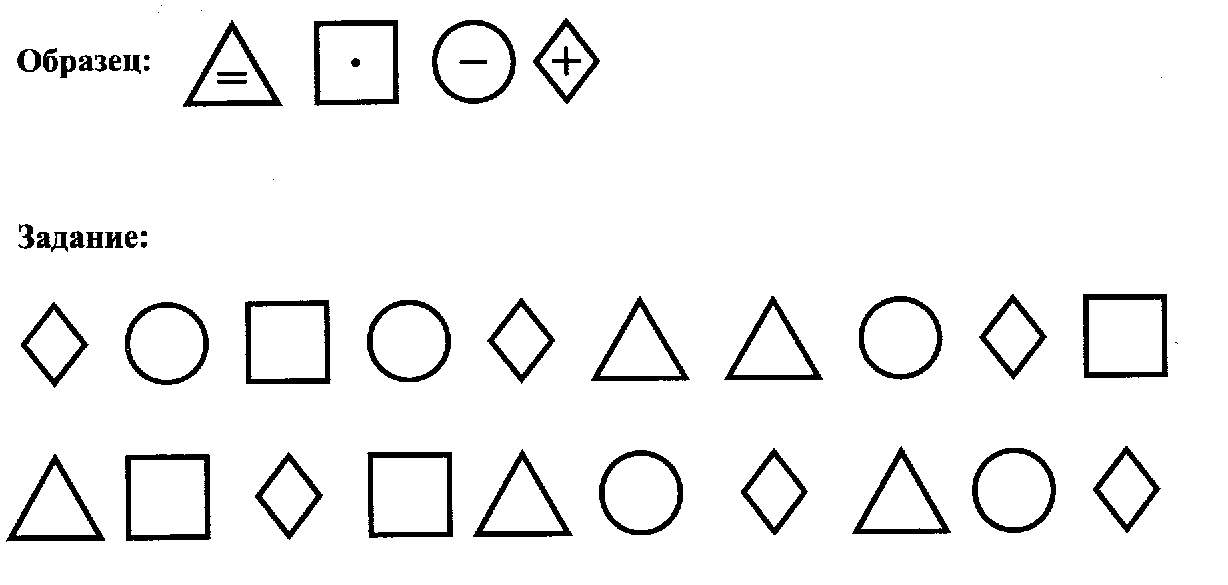 Образец: = · − +
Задание: